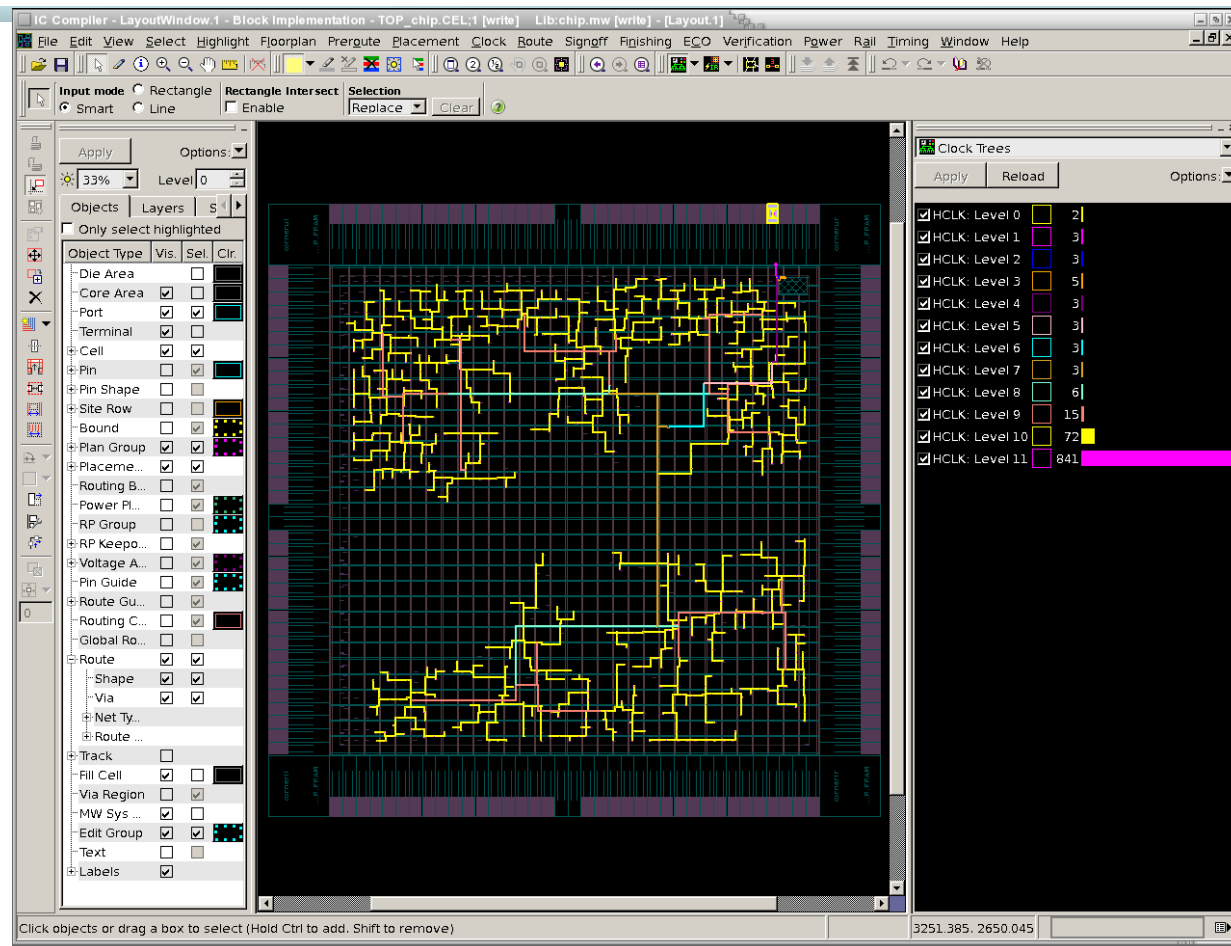 IC Compiler - LayoutWindow.1 - Block Implementation - TOP_chip.CEL;1 [write] Lib:chip.mw [write] - [Layout.1]
File Edit View Select Highlight Floorplan Preroute Placement Clock Route Signoff Finishing ECO Verification Power Rail Timing Window Help
Input mode Rectangle Rectangle Intersect Selection
Smart Line Enable Replace Clear
Apply Options:
33% Level 0
Objects Layers S
Only select highlighted
Object Type Vis. Sel. Clr.
Die Area
Core Area
Port
Terminal
Cell
Pin
Pin Shape
Site Row
Bound
Plan Group
Placeme...
Routing B...
Power Pl...
RP Group
RP Keepo...
Voltage A...
Pin Guide
Route Gu...
Routing C...
Global Ro...
Route
Shape
Via
Net Ty...
Route ...
Track
Fill Cell
Via Region
MW Sys ...
Edit Group
Text
Labels
0
Clock Trees
Apply Reload Options:
HCLK: Level 0 2
HCLK: Level 1 3
HCLK: Level 2 3
HCLK: Level 3 5
HCLK: Level 4 3
HCLK: Level 5 3
HCLK: Level 6 3
HCLK: Level 7 3
HCLK: Level 8 6
HCLK: Level 9 15
HCLK: Level 10 72
HCLK: Level 11 841
Click objects or drag a box to select (Hold Ctrl to add. Shift to remove)
3251.385. 2650.045